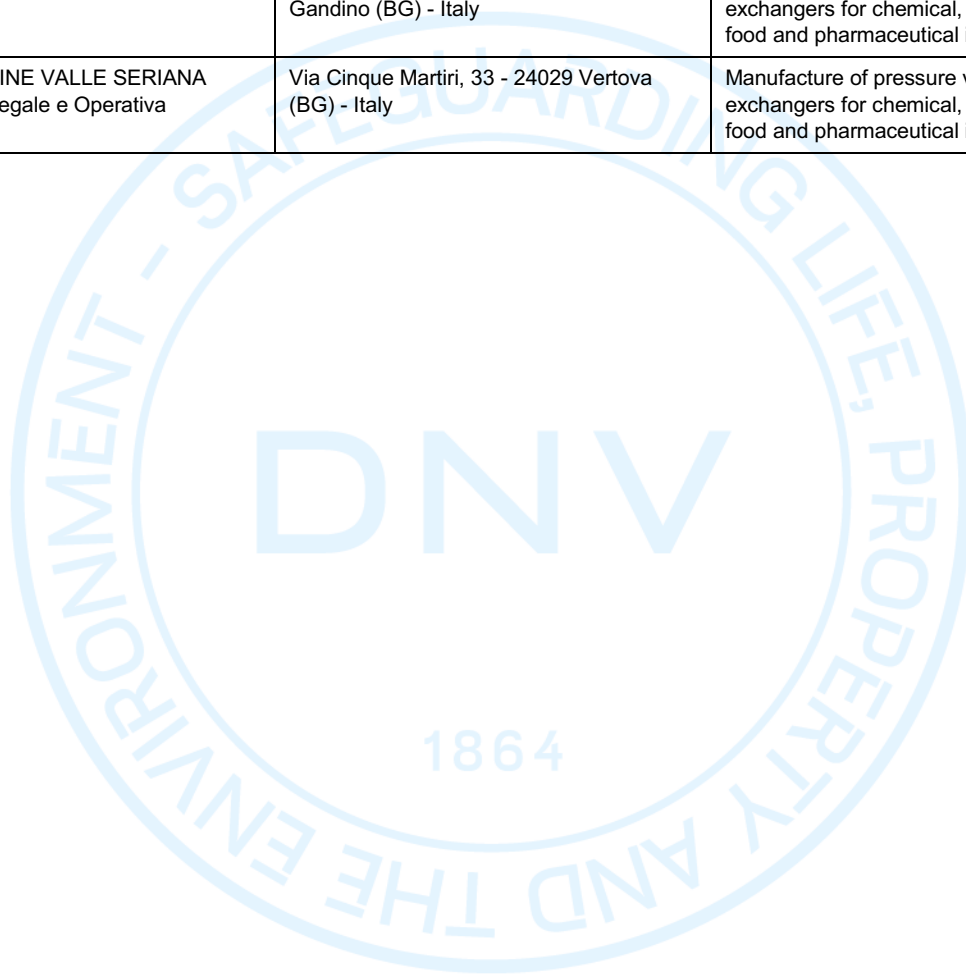 Gandino (BG) - Italy
exchangers for chemical,
food and pharmaceutical
INE VALLE SERIANA
egale e Operativa
Via Cinque Martiri, 33 - 24029 Vertova
(BG) - Italy
Manufacture of pressure
exchangers for chemical,
food and pharmaceutical
SAFEGUARDING LIFE, PROPERTY AND THE ENVIRONMENT -
DNV
1864